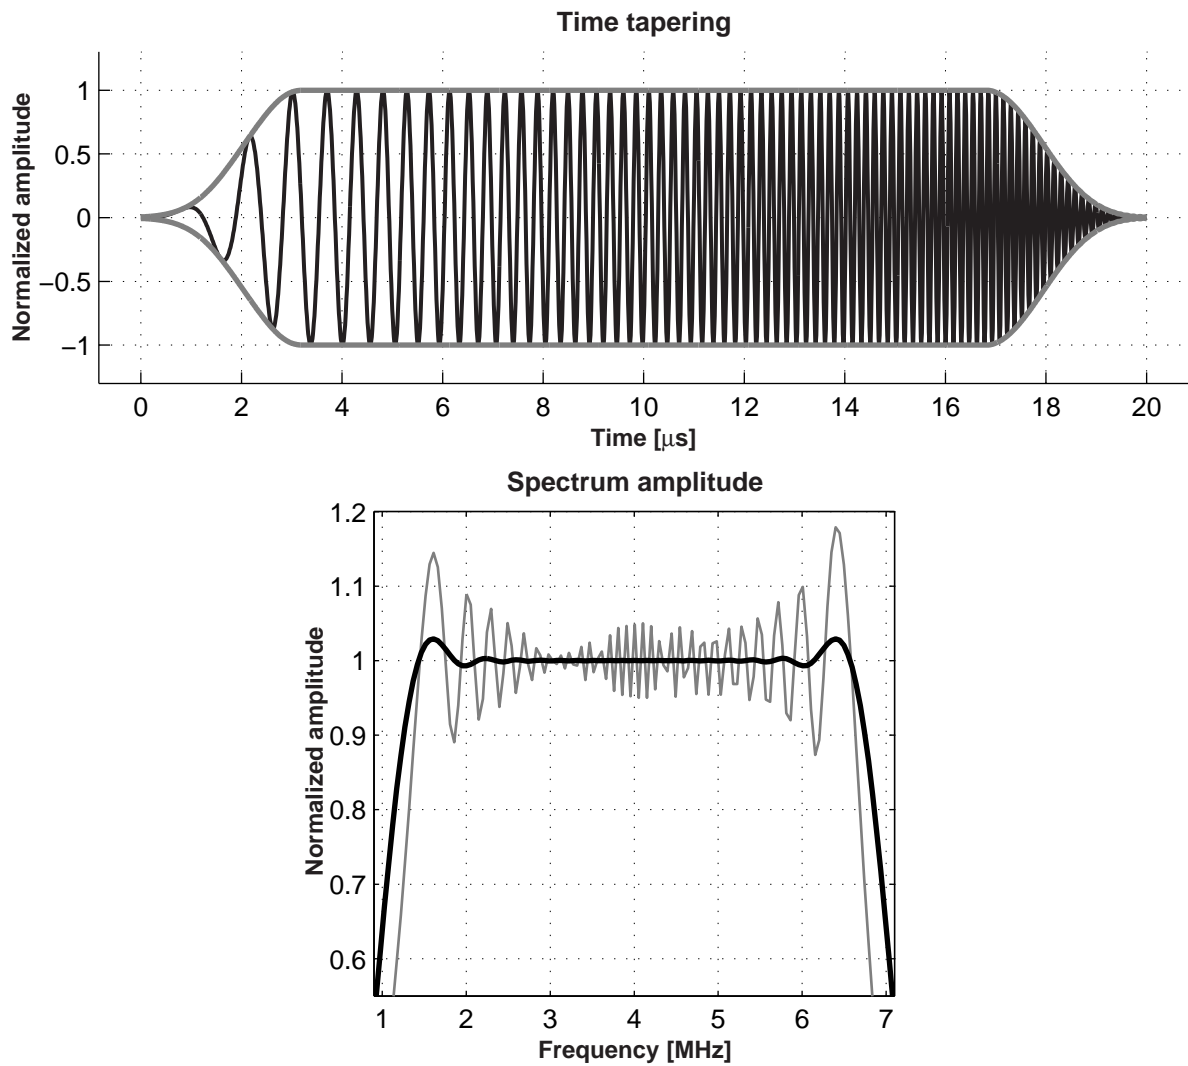 Time tapering
Normalized amplitude
1
0.5
0
−0.5
−1
0 2 4 6 8 10 12 14 16 18 20
Time [μs]
Spectrum amplitude
Normalized amplitude
1.2
1.1
1
0.9
0.8
0.7
0.6
1 2 3 4 5 6 7
Frequency [MHz]